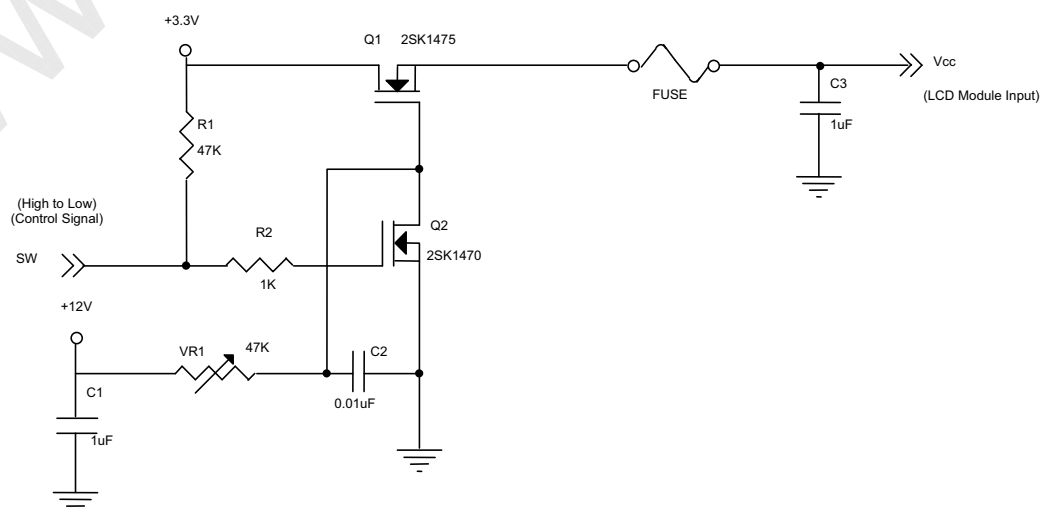 +3.3V
Q1 2SK1475
Vcc
FUSE
C3
(LCD Module Input)
R1
1uF
47K
(High to Low)
(Control Signal)
Q2
R2
SW
2SK1470
1K
+12V
VR1 47K
C2
C1
0.01uF
1uF